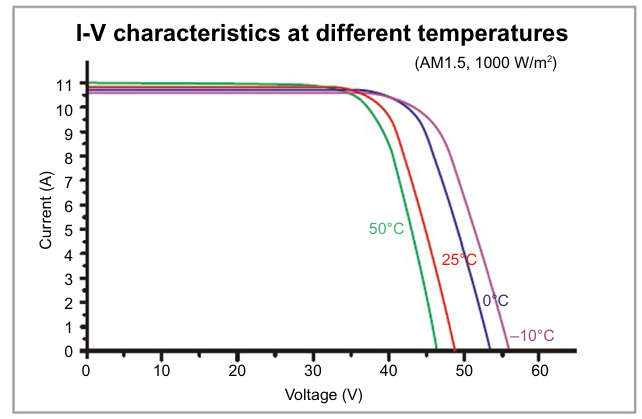 I-V characteristics at different temperatures
(AM1.5, 1000 W/m²)
Current (A)
11
10
9
8
7
6
5
4
3
2
1
0
50°C
25°C
0°C
–10°C
0 10 20 30 40 50 60
Voltage (V)